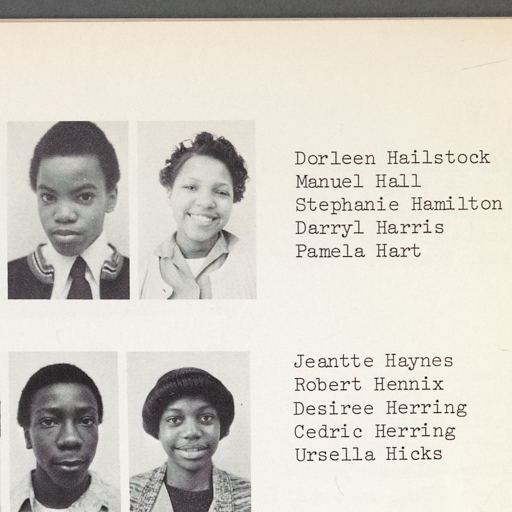 Dorleen Hailstock
Manuel Hall
Stephanie Hamilton
Darryl Harris
Pamela Hart
Jeantte Haynes
Robert Hennix
Desiree Herring
Cedric Herring
Ursella Hicks